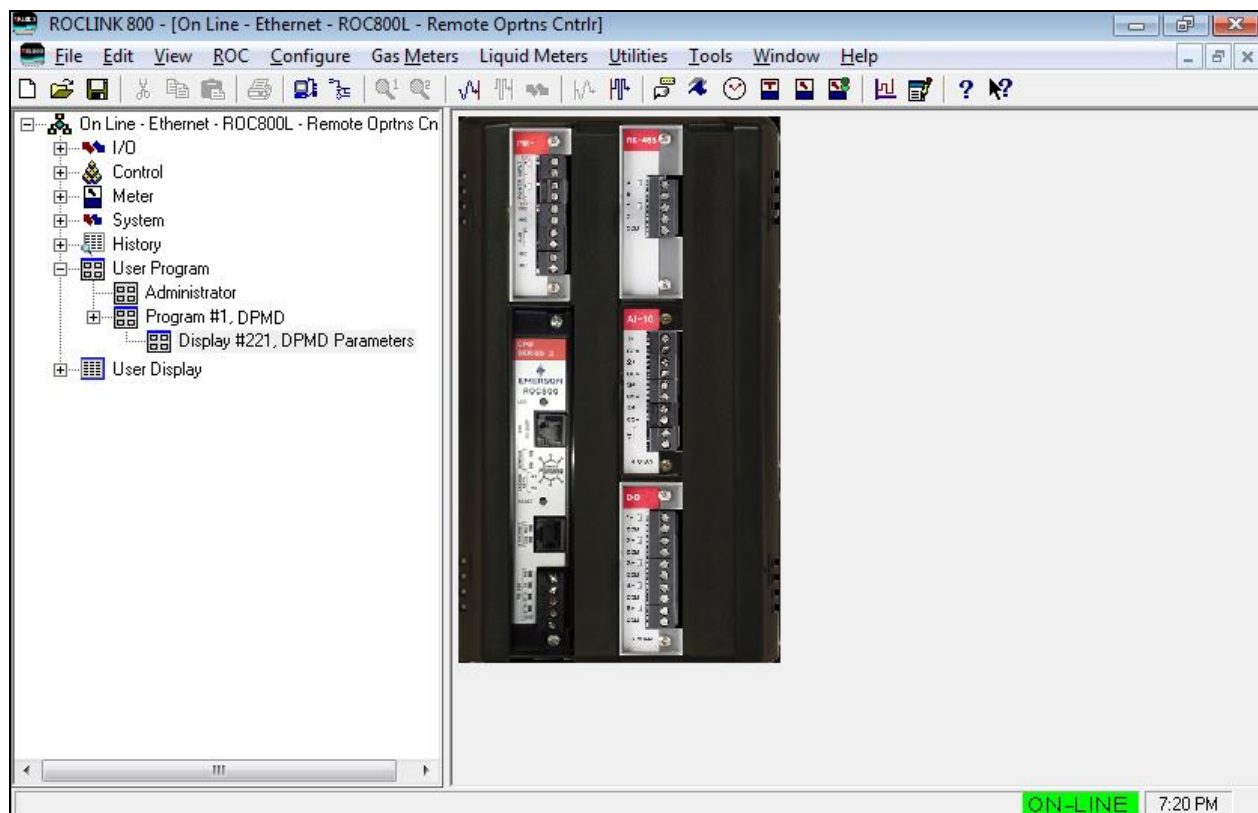 ROCLINK 800 - [On Line - Ethernet - ROC800L - Remote Oprtns Cntrlr]
File Edit View ROC Configure Gas Meters Liquid Meters Utilities Tools Window Help
On Line - Ethernet - ROC800L - Remote Oprtns Cn
I/O
Control
Meter
System
History
User Program
Administrator
Program #1, DPMD
Display #221, DPMD Parameters
User Display
RS-485
AI-16
CPU
SERIES 2
EMERSON
ROC800
DO
ON-LINE 7:20 PM